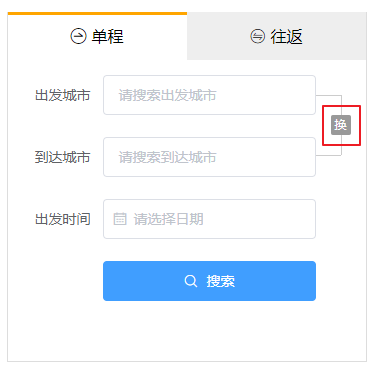 单程 往返
出发城市 请搜索出发城市
换
到达城市 请搜索到达城市
出发时间 请选择日期
搜索